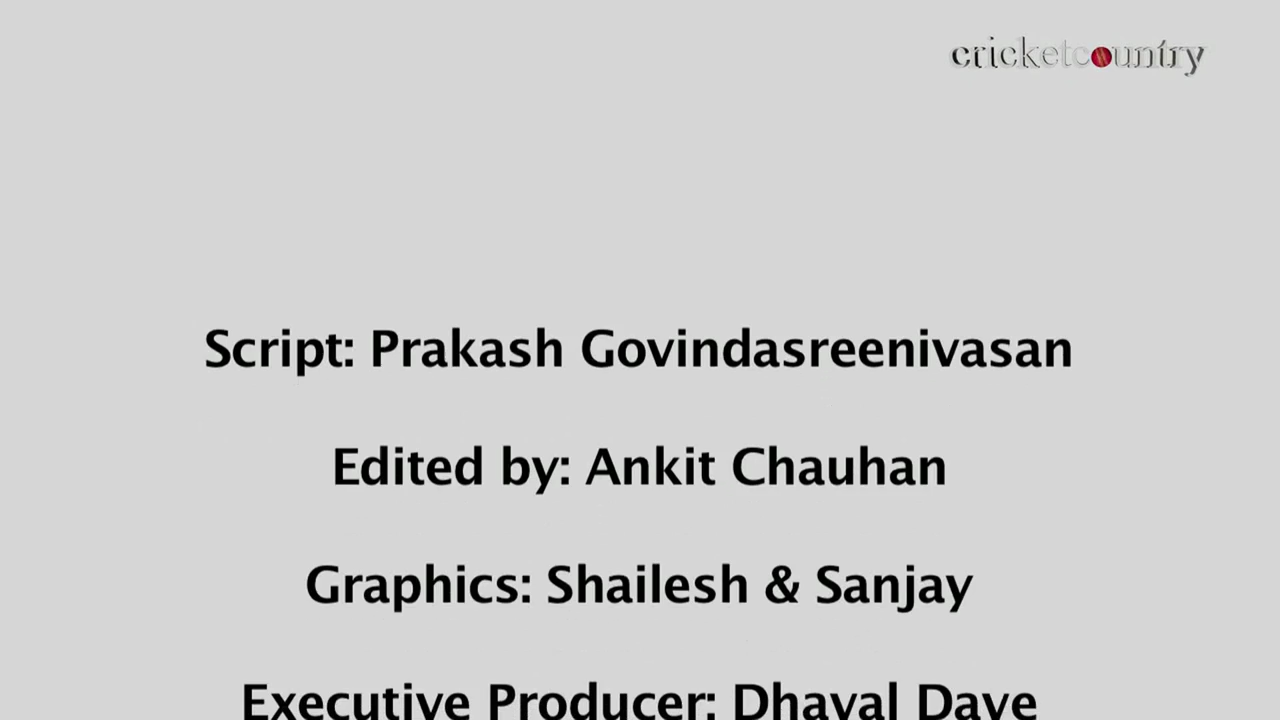 cricketcountry
Script: Prakash Govindasreenivasan
Edited by: Ankit Chauhan
Graphics: Shailesh & Sanjay
Executive Producer: Dhaval Dave